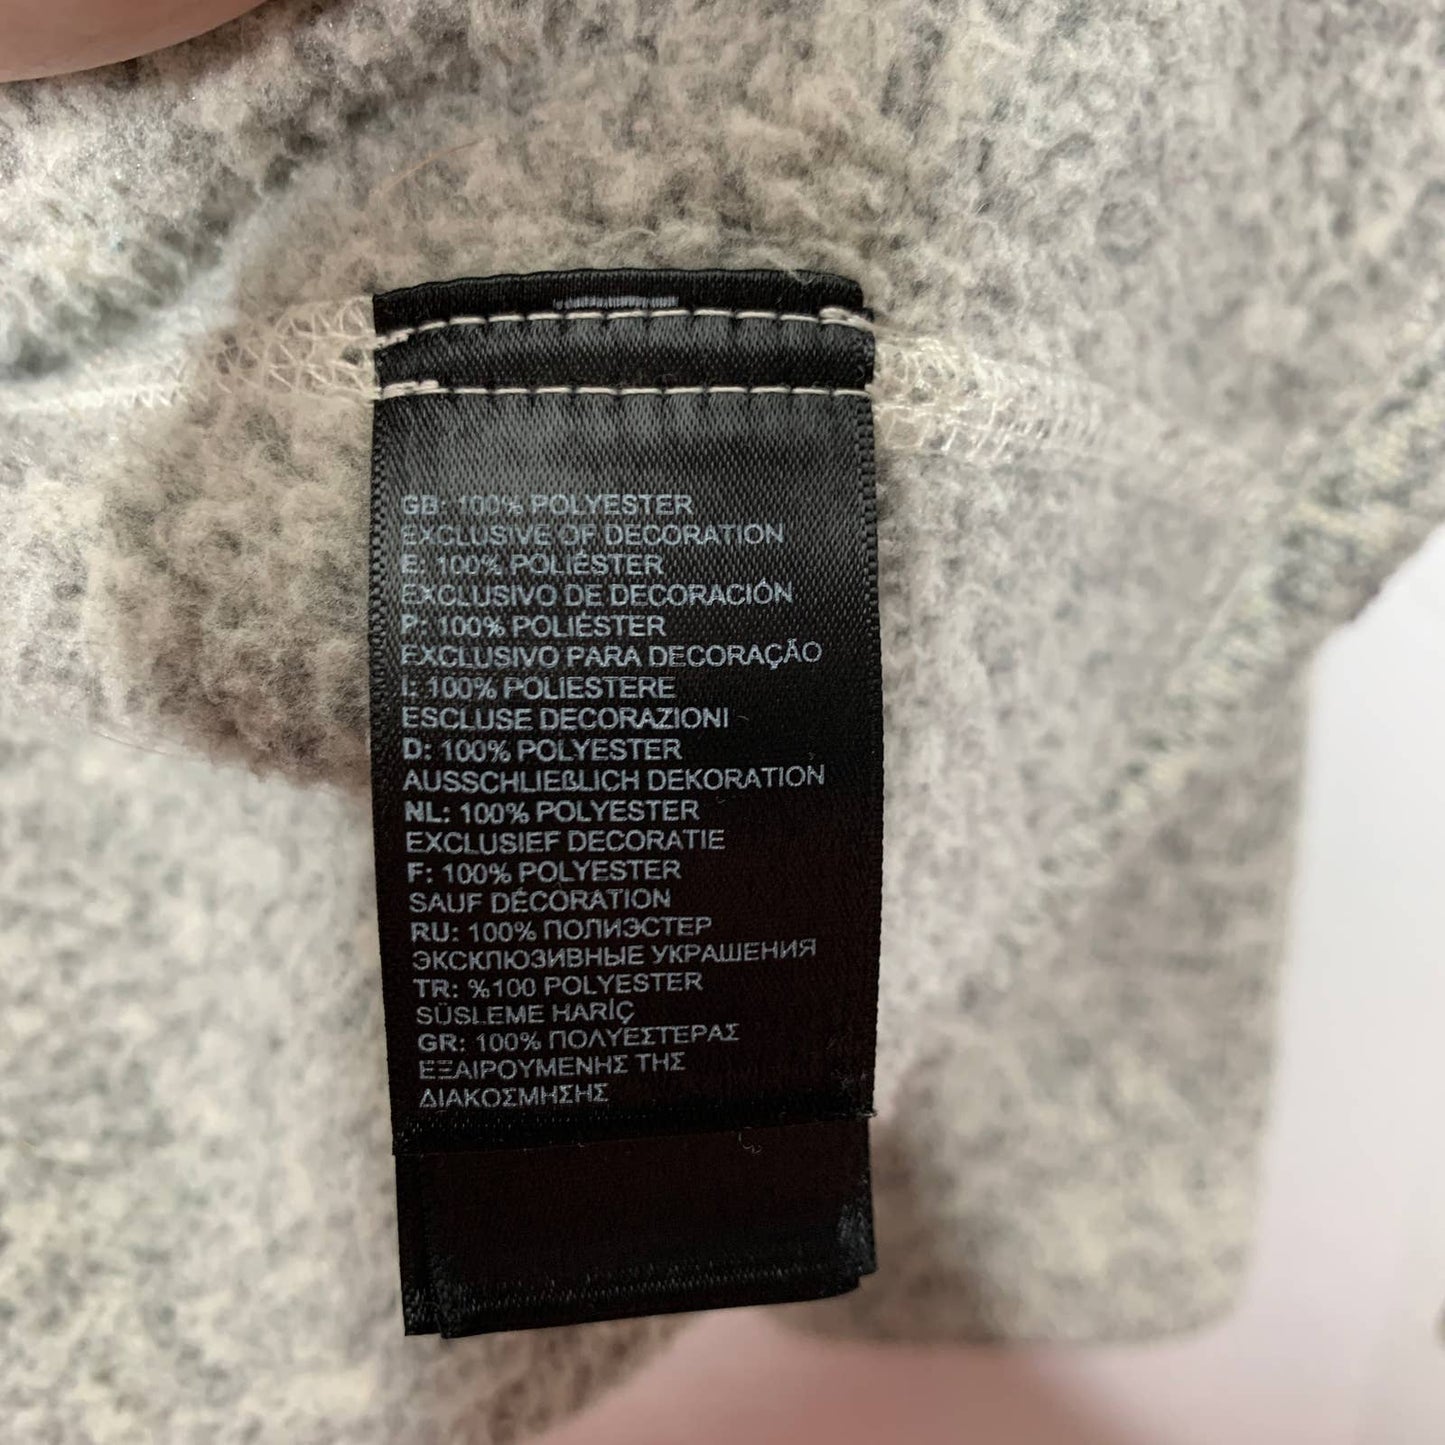 GB: 100% POLYESTER
EXCLUSIVE OF DECORATION
E: 100% POLIÉSTER
EXCLUSIVO DE DECORACIÓN
P: 100% POLIÉSTER
EXCLUSIVO PARA DECORAÇÃO
I: 100% POLIESTERE
ESCLUSE DECORAZIONI
D: 100% POLYESTER
AUSSCHLIEßLICH DEKORATION
NL: 100% POLYESTER
EXCLUSIEF DECORATIE
F: 100% POLYESTER
SAUF DÉCORATION
RU: 100% ПОЛИЭСТЕР
ЭКСКЛЮЗИВНЫЕ УКРАШЕНИЯ
TR: %100 POLYESTER
SÜSLEME HARİÇ
GR: 100% ΠΟΛΥΕΣΤΕΡΑΣ
ΕΞΑΙΡΟΥΜΕΝΗΣ ΤΗΣ
ΔΙΑΚΟΣΜΗΣΗΣ